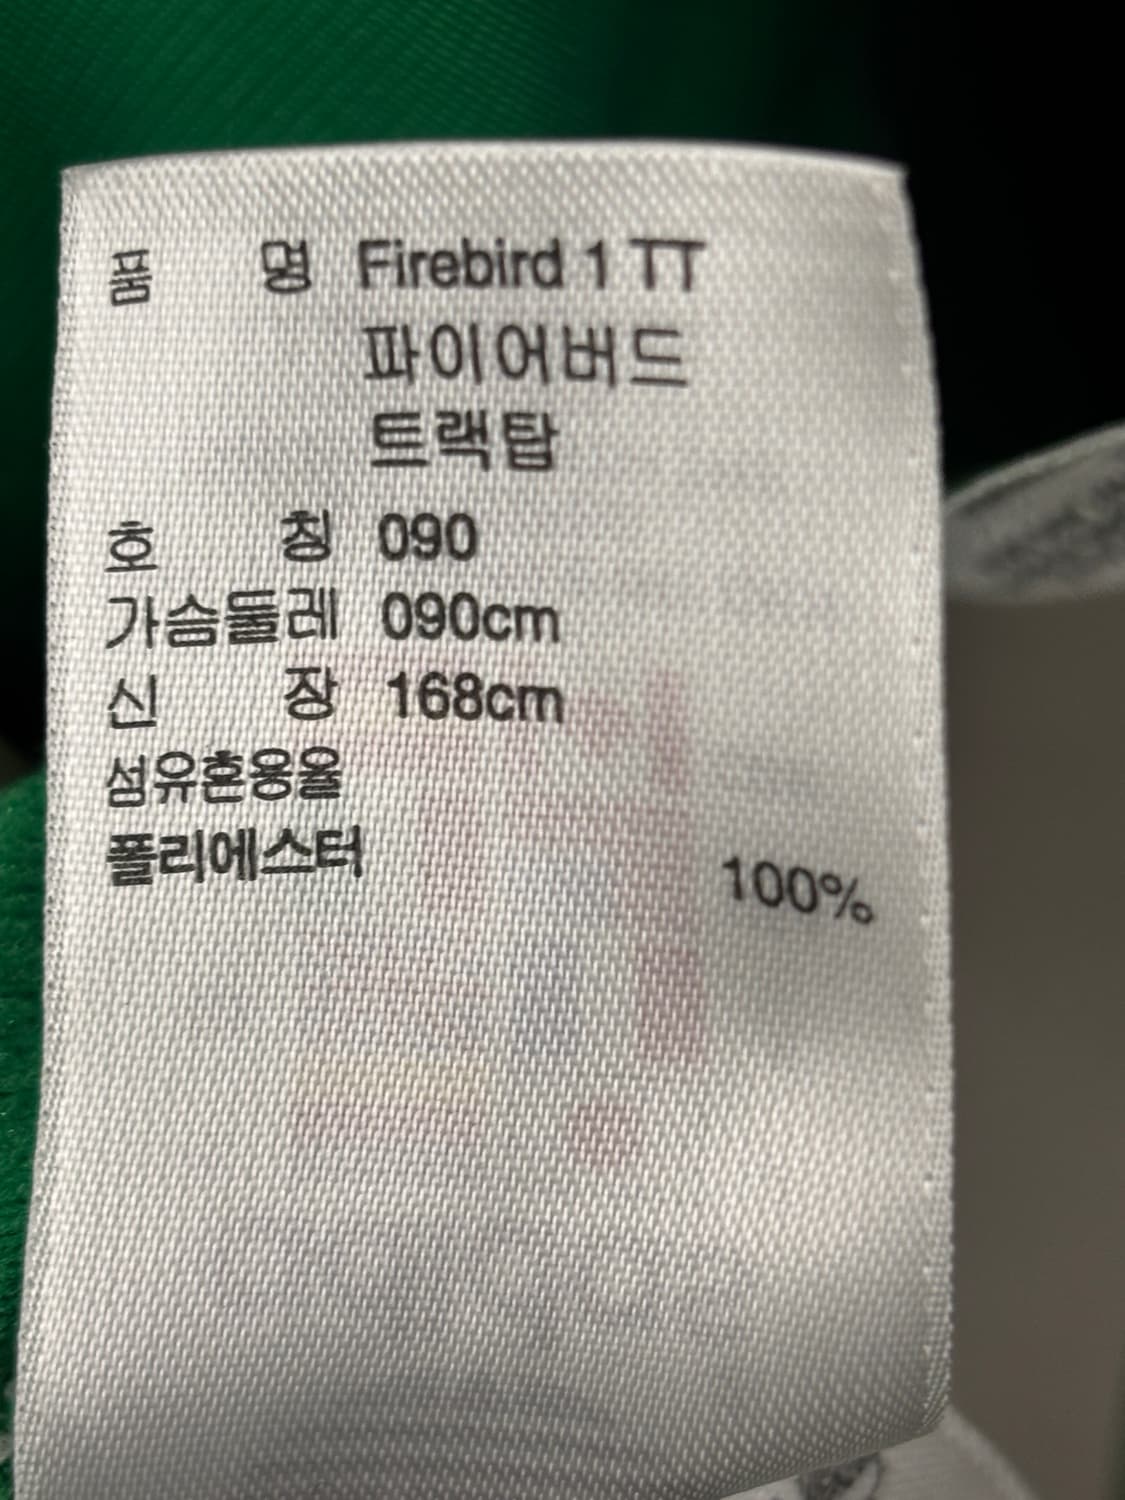 품 명 Firebird 1 TT
파이어버드
트랙탑
호 칭 090
가슴둘레 090cm
신 장 168cm
섬유혼용율
폴리에스터 100%